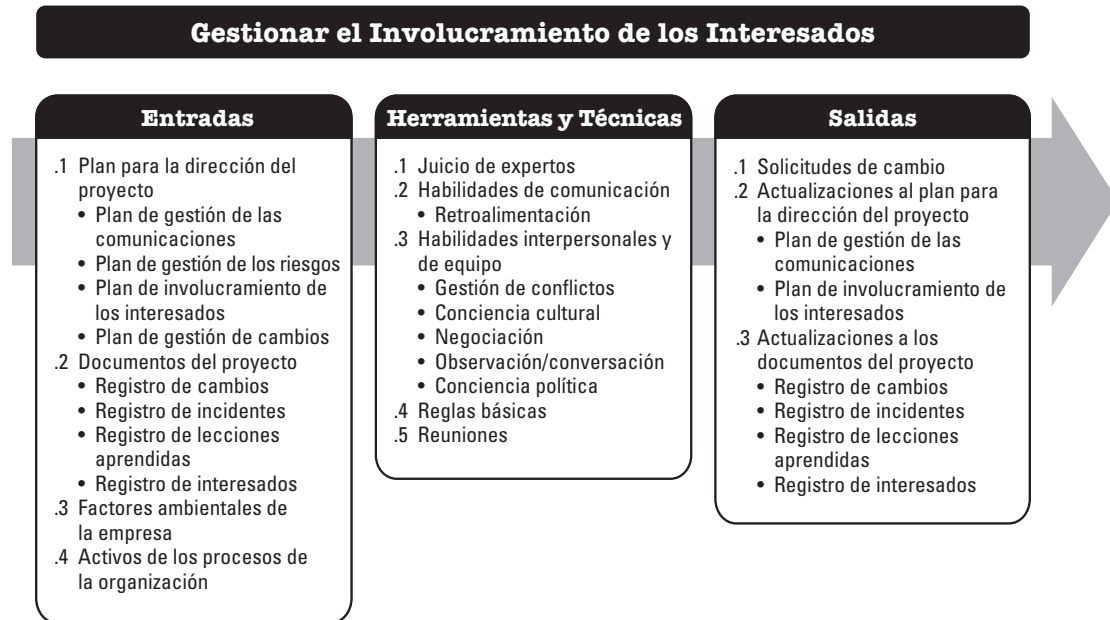 Gestionar el Involucramiento de los Interesados
Entradas
.1 Plan para la dirección del
proyecto
• Plan de gestión de las
comunicaciones
• Plan de gestión de los riesgos
• Plan de involucramiento de
los interesados
• Plan de gestión de cambios
.2 Documentos del proyecto
• Registro de cambios
• Registro de incidentes
• Registro de lecciones
aprendidas
• Registro de interesados
.3 Factores ambientales de
la empresa
.4 Activos de los procesos de
la organización
Herramientas y Técnicas
.1 Juicio de expertos
.2 Habilidades de comunicación
• Retroalimentación
.3 Habilidades interpersonales y
de equipo
• Gestión de conflictos
• Conciencia cultural
• Negociación
• Observación/conversación
• Conciencia política
.4 Reglas básicas
.5 Reuniones
Salidas
.1 Solicitudes de cambio
.2 Actualizaciones al plan para
la dirección del proyecto
• Plan de gestión de las
comunicaciones
• Plan de involucramiento de
los interesados
.3 Actualizaciones a los
documentos del proyecto
• Registro de cambios
• Registro de incidentes
• Registro de lecciones
aprendidas
• Registro de interesados